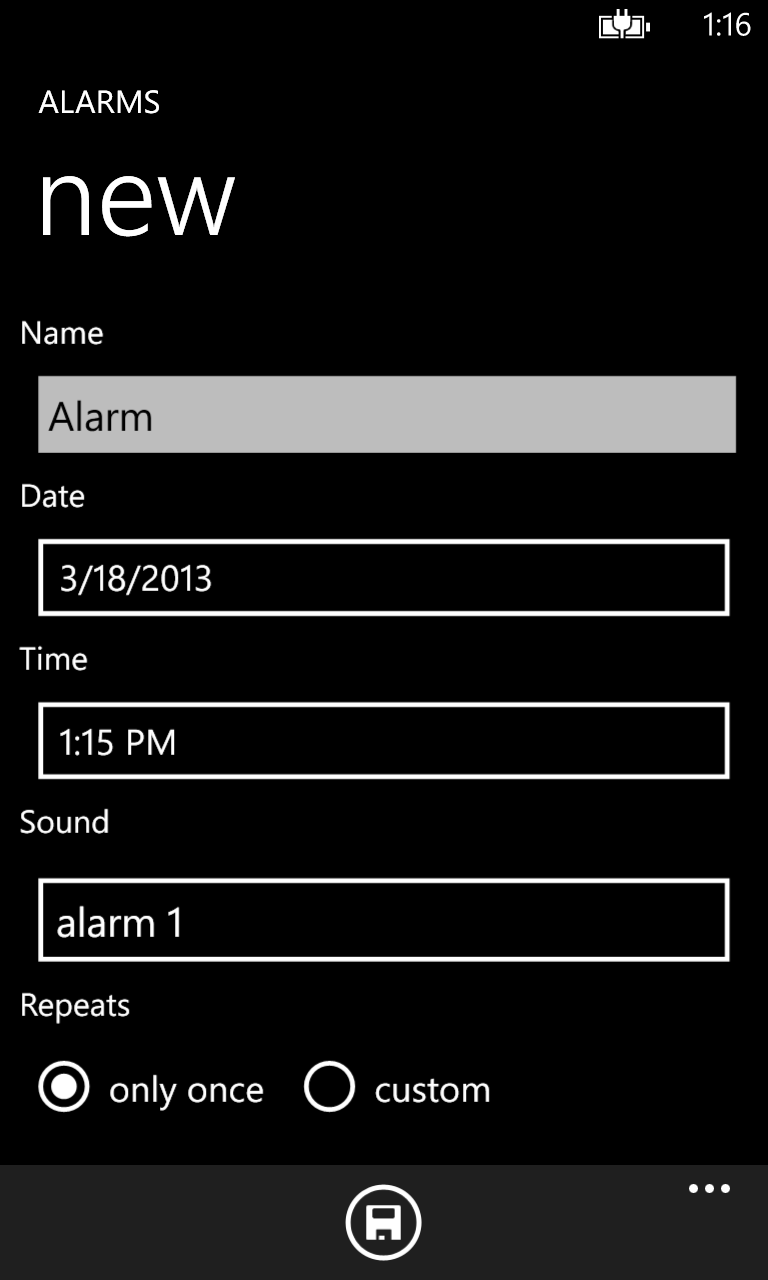 1:16
ALARMS
new
Name
Alarm
Date
3/18/2013
Time
1:15 PM
Sound
alarm 1
Repeats
only once custom